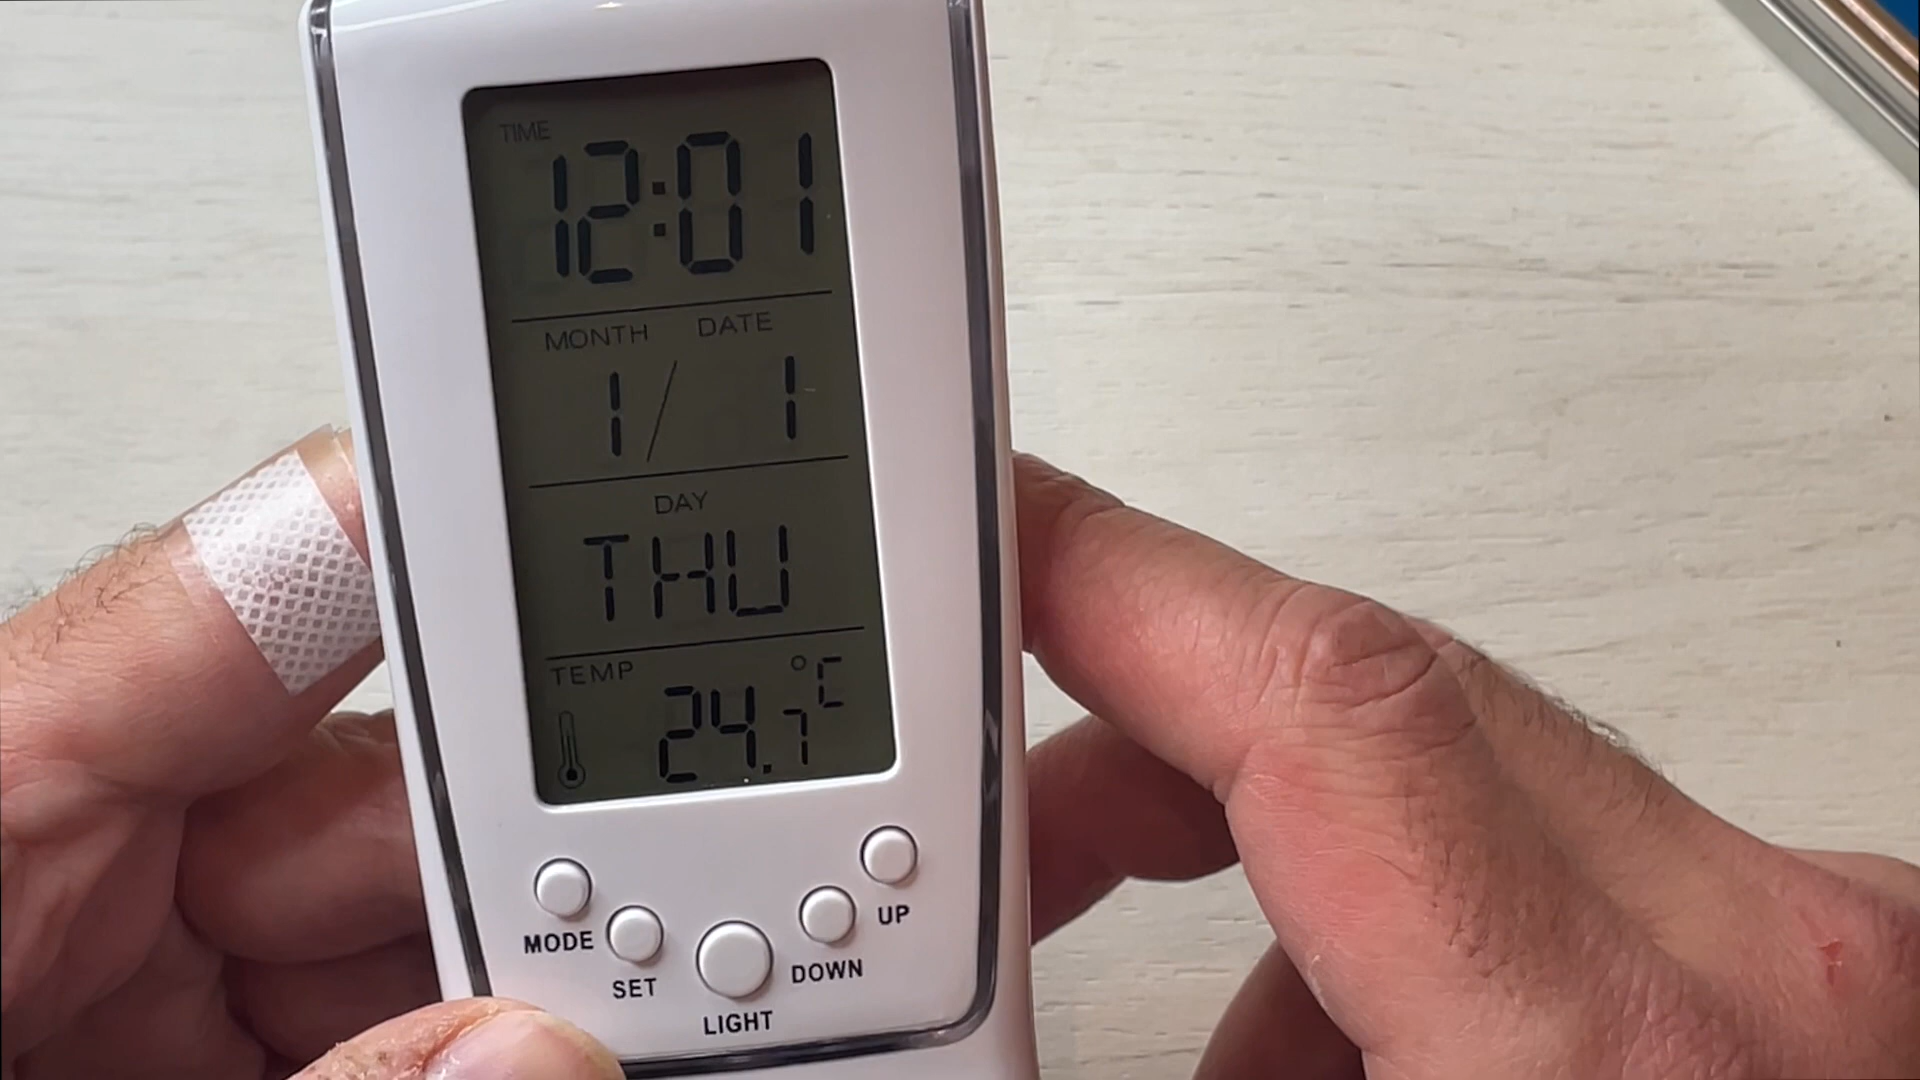 TIME
12:01
MONTH DATE
1/ 1
DAY
THU
TEMP °C
24.7
MODE
SET
LIGHT
DOWN
UP